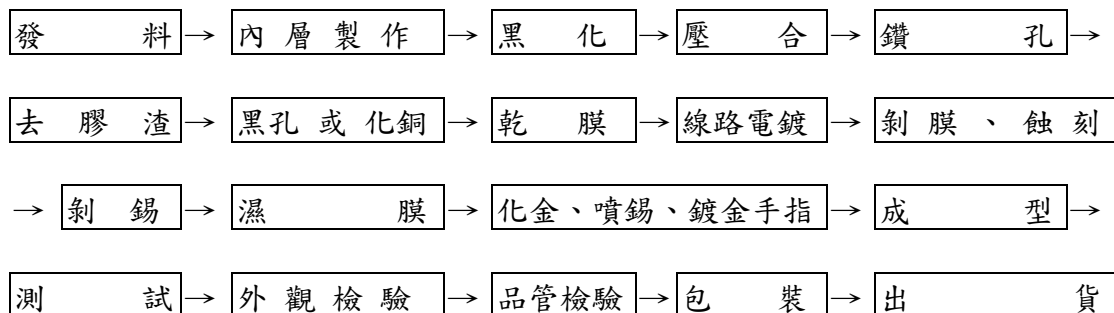 發料→內層製作→黑化→壓合→鑽孔→
去膠渣→黑孔或化銅→乾膜→線路電鍍→剝膜、蝕刻
→剝錫→濕膜→化金、噴錫、鍍金手指→成型→
測試→外觀檢驗→品管檢驗→包裝→出貨